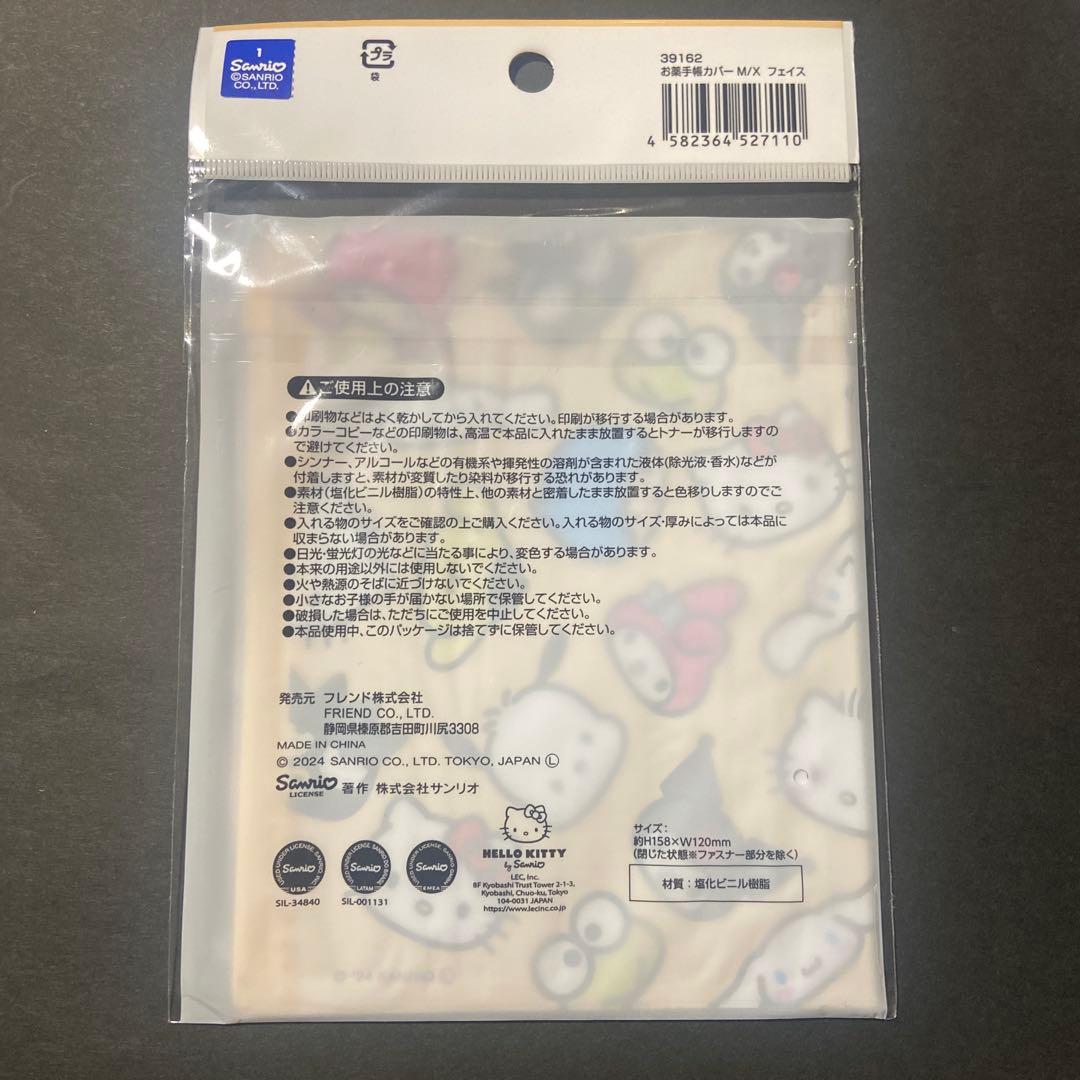 1
Sanrio
©SANRIO
CO., LTD.
プラ
袋
39162
お薬手帳カバー M/X フェイス
4 582364 527110
ご使用上の注意
●印刷物などはよく乾かしてから入れてください。印刷が移行する場合があります。
●カラーコピーなどの印刷物は、高温で本品に入れたまま放置するとトナーが移行しますの
で避けてください。
●シンナー、アルコールなどの有機系や揮発性の溶剤が含まれた液体(除光液・香水)などが
付着しますと、素材が変質したり染料が移行する恐れがあります。
●素材(塩化ビニル樹脂)の特性上、他の素材と密着したまま放置すると色移りしますのでご
注意ください。
●入れる物のサイズをご確認の上ご購入ください。入れる物のサイズ・厚みによっては本品に
収まらない場合があります。
●日光・蛍光灯の光などに当たる事により、変色する場合があります。
●本来の用途以外には使用しないでください。
●火や熱源のそばに近づけないでください。
●小さなお子様の手が届かない場所で保管してください。
●破損した場合は、ただちにご使用を中止してください。
●本品使用中、このパッケージは捨てずに保管してください。
発売元 フレンド株式会社
FRIEND CO., LTD.
静岡県榛原郡吉田町川尻3308
MADE IN CHINA
© 2024 SANRIO CO., LTD. TOKYO, JAPAN Ⓛ
Sanrio
LICENSE
著作 株式会社サンリオ
Sanrio
USA
SIL-34840
Sanrio
LATAM
SIL-001131
Sanrio
EMEA
HELLO KITTY
by Sanrio
LEC, Inc.
8F Kyobashi Trust Tower 2-1-3,
Kyobashi, Chuo-ku, Tokyo
104-0031 JAPAN
https://www.lecinc.co.jp
サイズ:
約H158×W120mm
(閉じた状態※ファスナー部分を除く)
材質:塩化ビニル樹脂